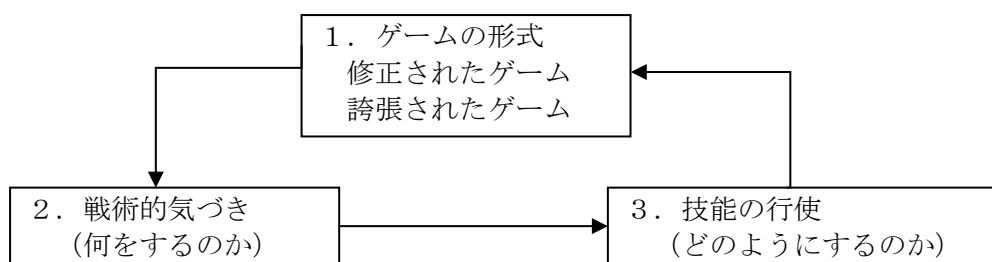 １．ゲームの形式
修正されたゲーム
誇張されたゲーム
２．戦術的気づき
（何をするのか）
３．技能の行使
（どのようにするのか）